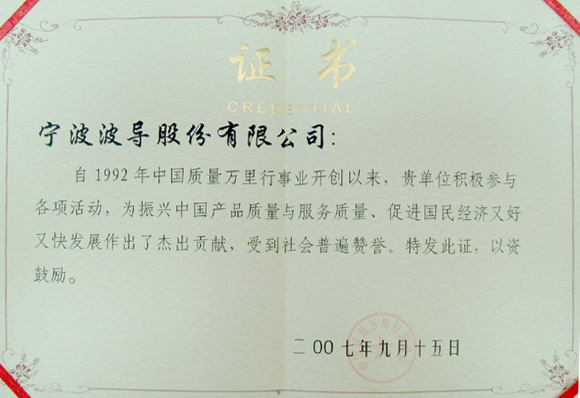 证书
CREDENTIAL
宁波波导股份有限公司:
自1992年中国质量万里行事业开创以来,贵单位积极参与
各项活动,为振兴中国产品质量与服务质量、促进国民经济又好
又快发展作出了杰出贡献,受到社会普遍赞誉。特发此证,以资
鼓励。
二OO七年九月十五日